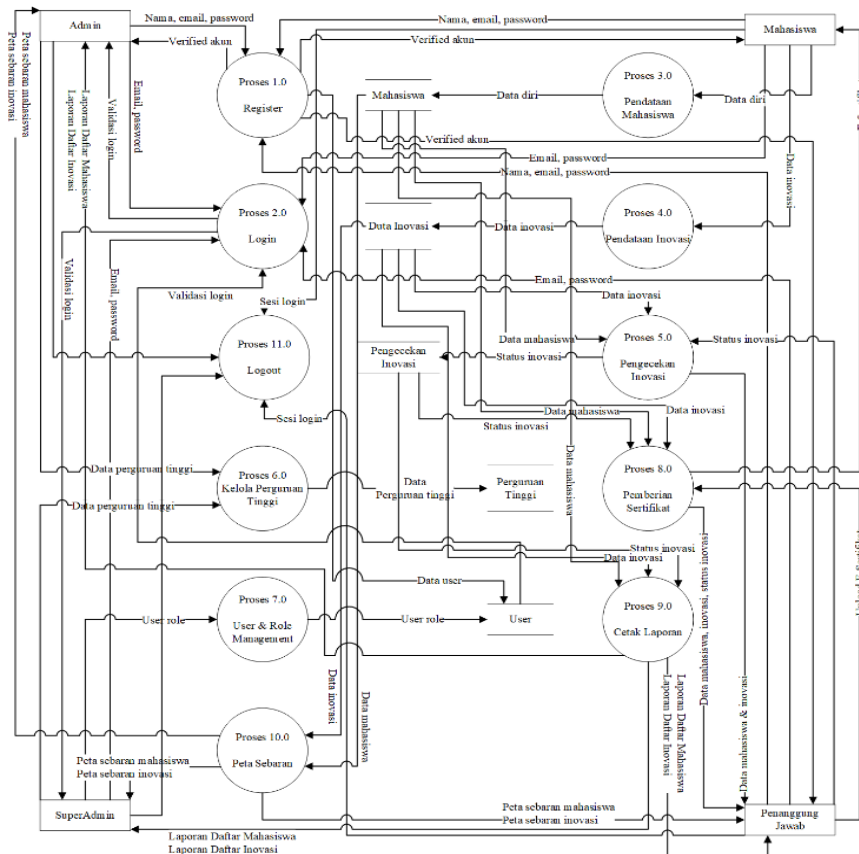 Admin
Nama, email, password
Nama, email, password
Mahasiswa
Verified akun
Verified akun
Peta sebaran mahasiswa
Peta sebaran inovasi
Laporan Daftar Mahasiswa
Laporan Daftar Inovasi
Validasi login
Email, password
Proses 1.0
Register
Mahasiswa
Data diri
Proses 3.0
Pendataan
Mahasiswa
Data diri
Verified akun
Email, password
Nama, email, password
Data inovasi
Proses 2.0
Login
Duta Inovasi
Data inovasi
Proses 4.0
Pendataan Inovasi
Validasi login
Email, password
Validasi login
Sesi login
Email, password
Data inovasi
Proses 11.0
Logout
Pengecekan
Inovasi
Data mahasiswa
Status inovasi
Proses 5.0
Pengecekan
Inovasi
Status inovasi
Sesi login
Data mahasiswa
Data inovasi
Status inovasi
Data mahasiswa
Data perguruan tinggi
Data perguruan tinggi
Proses 6.0
Kelola Perguruan
Tinggi
Data
Perguruan tinggi
Perguruan
Tinggi
Proses 8.0
Pemberian
Sertifikat
Status inovasi
Data inovasi
Data user
Proses 7.0
User & Role
Management
User role
User role
User
Proses 9.0
Cetak Laporan
Data mahasiswa, inovasi, status inovasi
Data inovasi
Data mahasiswa
Laporan Daftar Mahasiswa
Laporan Daftar Inovasi
Data mahasiswa & inovasi
Proses 10.0
Peta Sebaran
Peta sebaran mahasiswa
Peta sebaran inovasi
SuperAdmin
Peta sebaran mahasiswa
Peta sebaran inovasi
Penanggung
Jawab
Laporan Daftar Mahasiswa
Laporan Daftar Inovasi